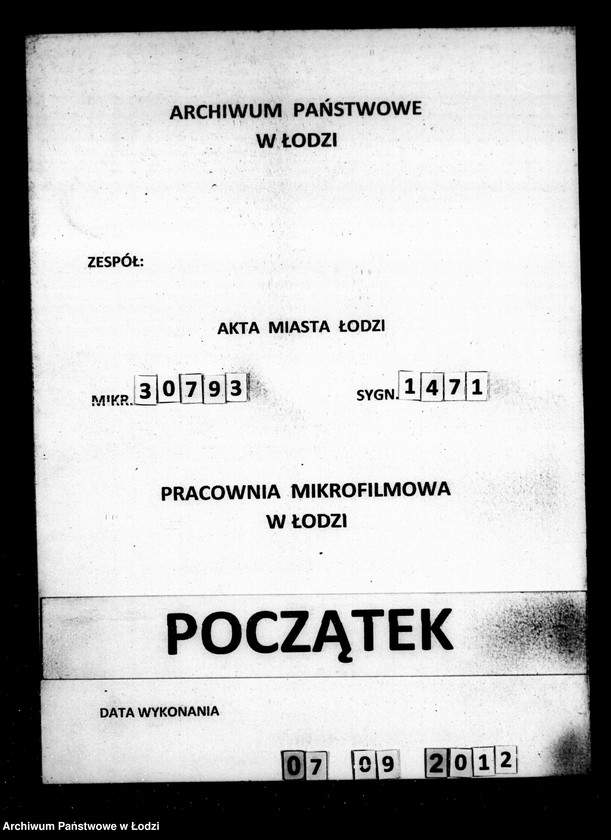 ARCHIWUM PAŃSTWOWE
W ŁODZI
ZESPÓŁ:
AKTA MIASTA ŁODZI
MIKR. 30793 SYGN. 1471
PRACOWNIA MIKROFILMOWA
W ŁODZI
POCZĄTEK
DATA WYKONANIA
07 09 2012
Archiwum Państwowe w Łodzi